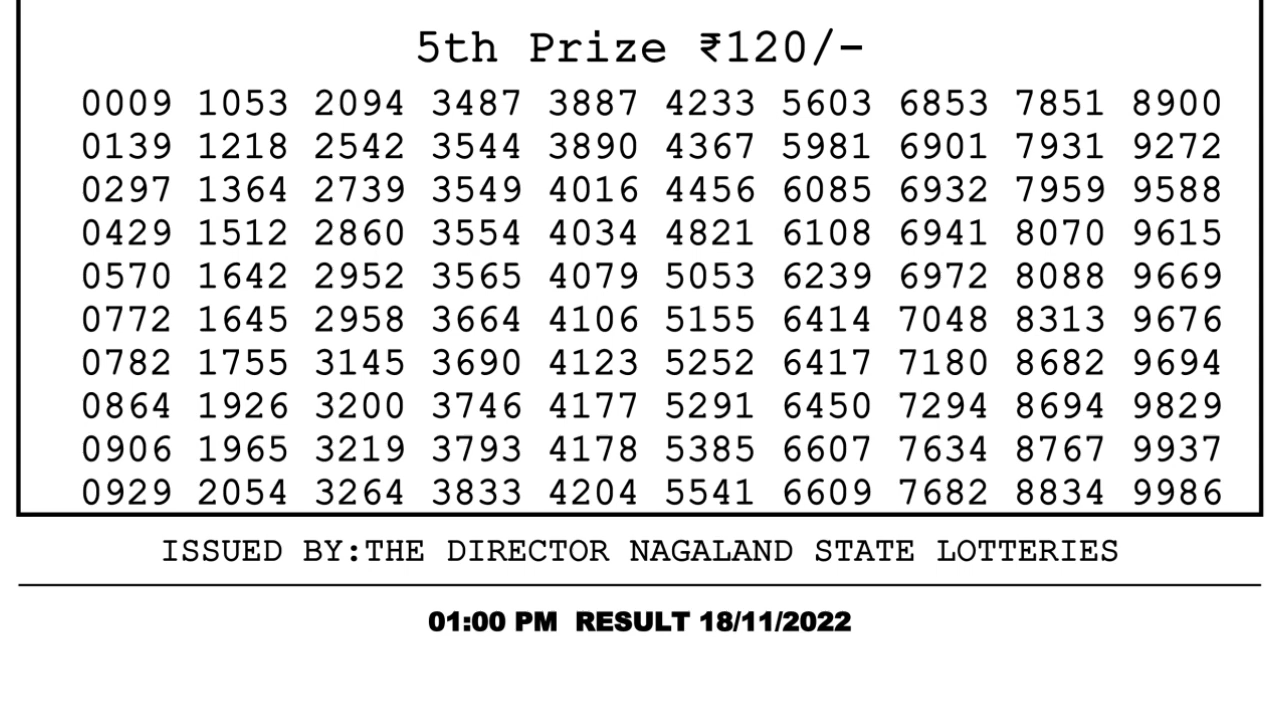 5th Prize ₹120/-
0009 1053 2094 3487 3887 4233 5603 6853 7851 8900
0139 1218 2542 3544 3890 4367 5981 6901 7931 9272
0297 1364 2739 3549 4016 4456 6085 6932 7959 9588
0429 1512 2860 3554 4034 4821 6108 6941 8070 9615
0570 1642 2952 3565 4079 5053 6239 6972 8088 9669
0772 1645 2958 3664 4106 5155 6414 7048 8313 9676
0782 1755 3145 3690 4123 5252 6417 7180 8682 9694
0864 1926 3200 3746 4177 5291 6450 7294 8694 9829
0906 1965 3219 3793 4178 5385 6607 7634 8767 9937
0929 2054 3264 3833 4204 5541 6609 7682 8834 9986
ISSUED BY:THE DIRECTOR NAGALAND STATE LOTTERIES
01:00 PM RESULT 18/11/2022